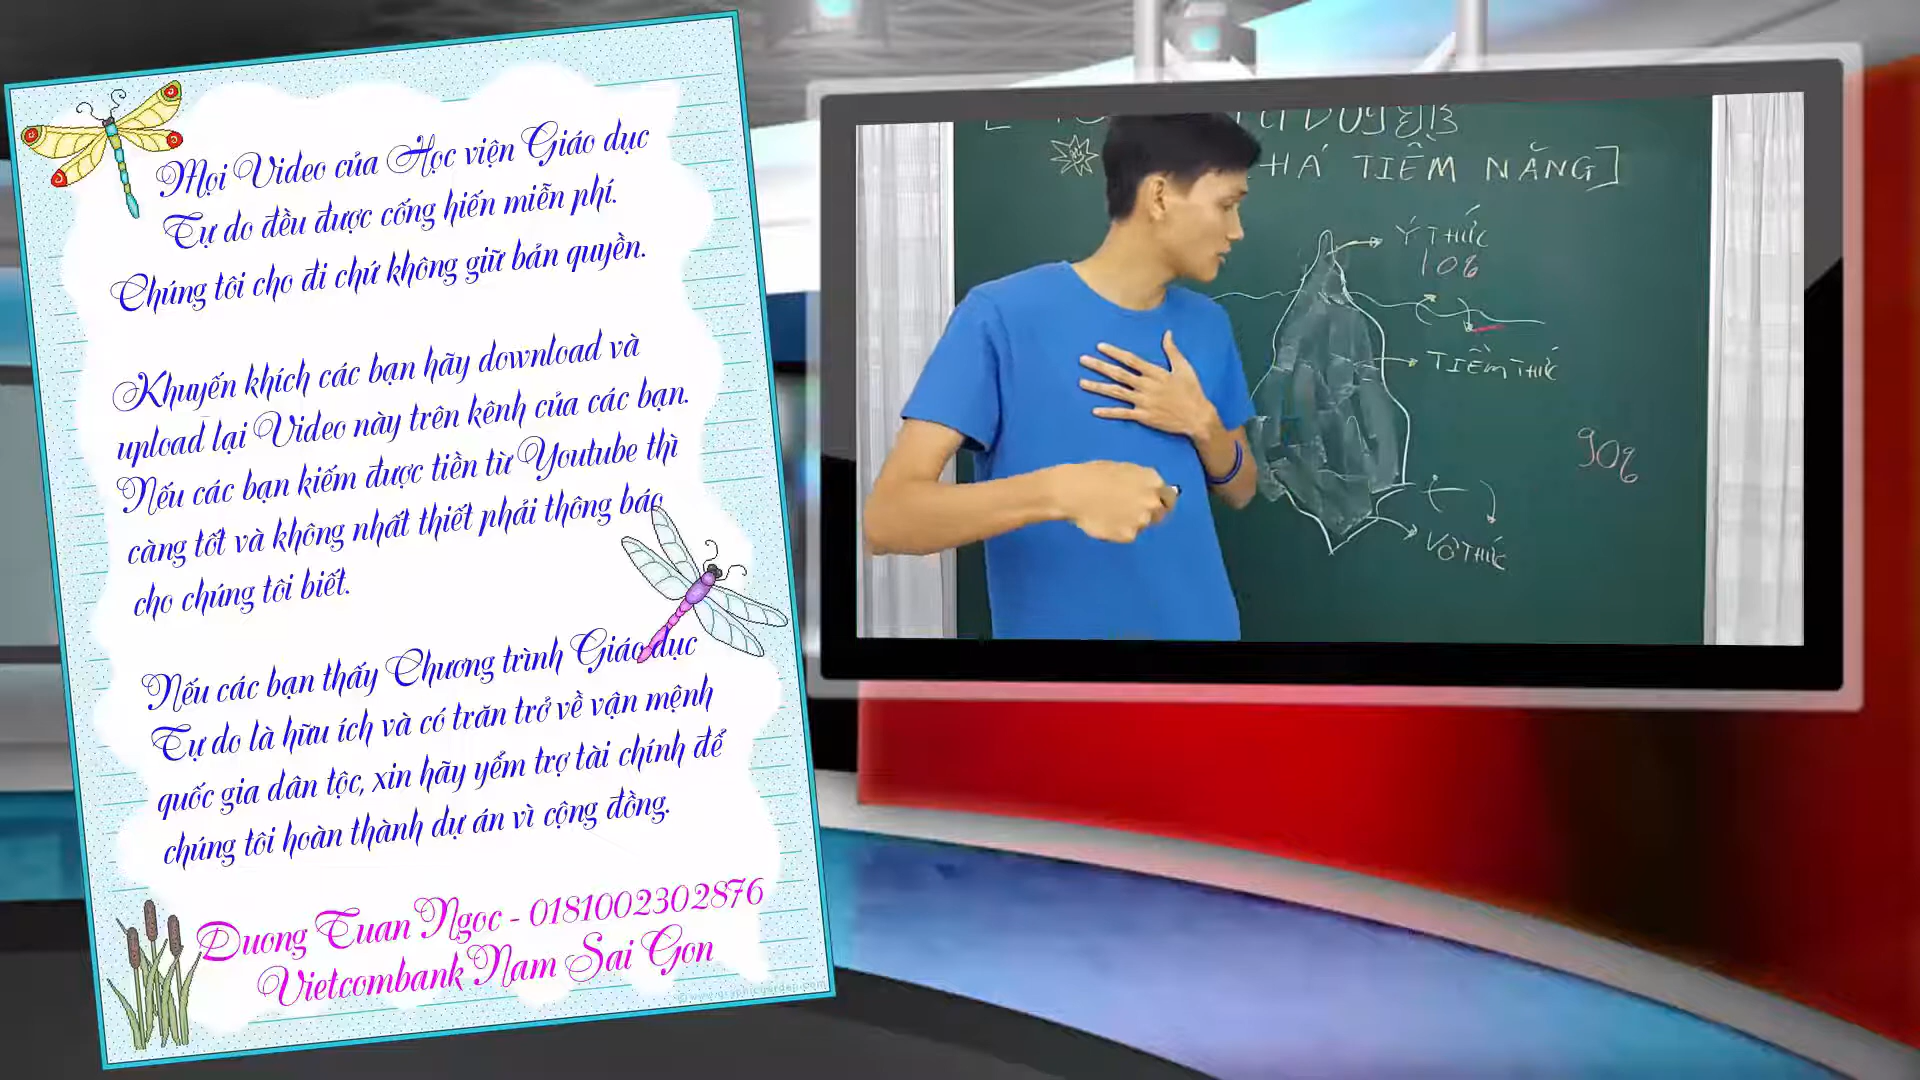 Mọi Video của Học viện Giáo dục
Tự do đều được cống hiến miễn phí.
Chúng tôi cho đi chứ không giữ bản quyền.
Khuyến khích các bạn hãy download và
upload lại Video này trên kênh của các bạn.
Nếu các bạn kiếm được tiền từ Youtube thì
càng tốt và không nhất thiết phải thông báo
cho chúng tôi biết.
Nếu các bạn thấy Chương trình Giáo dục
Tự do là hữu ích và có trăn trở về vận mệnh
quốc gia dân tộc, xin hãy yểm trợ tài chính để
chúng tôi hoàn thành dự án vì cộng đồng.
Duong Tuan Ngoc - 0181002302876
Vietcombank Nam Sai Gon
HÁ TIỀM NĂNG]
Ý THỨC
10%
TIỀM THỨC
90%
VÔ THỨC